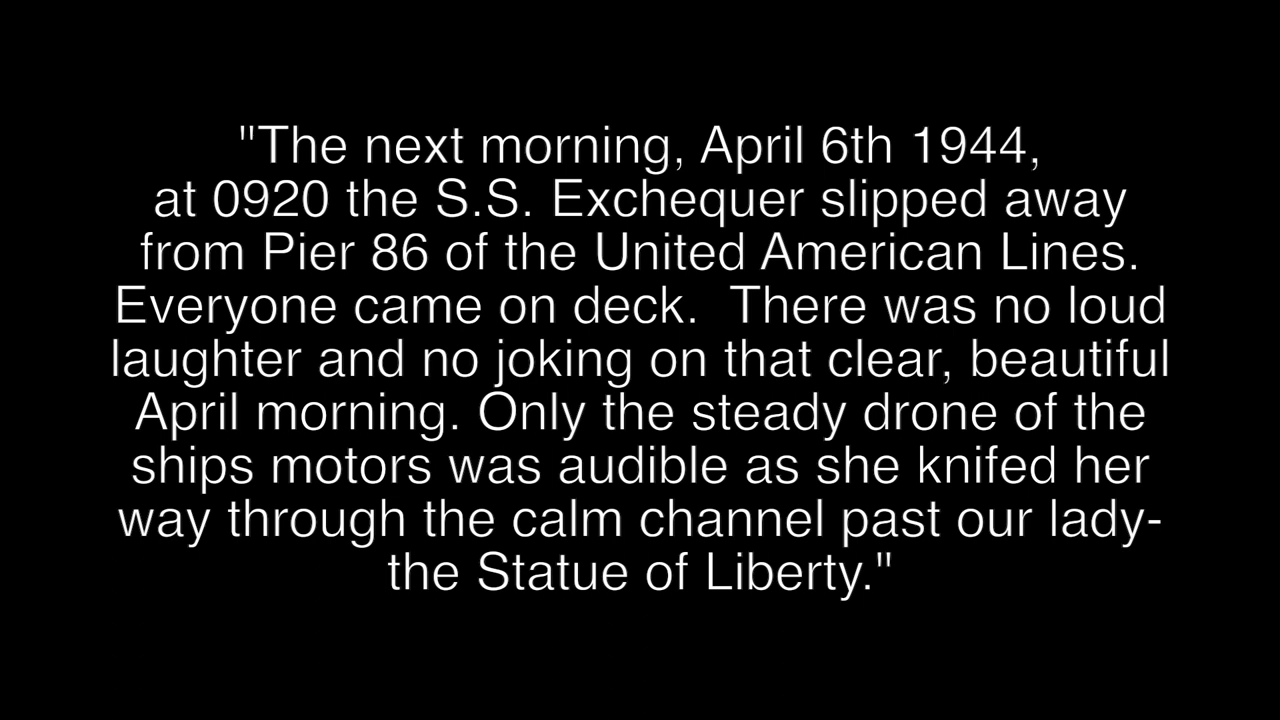 "The next morning, April 6th 1944,
at 0920 the S.S. Exchequer slipped away
from Pier 86 of the United American Lines.
Everyone came on deck.  There was no loud
laughter and no joking on that clear, beautiful
April morning. Only the steady drone of the
ships motors was audible as she knifed her
way through the calm channel past our lady-
the Statue of Liberty."